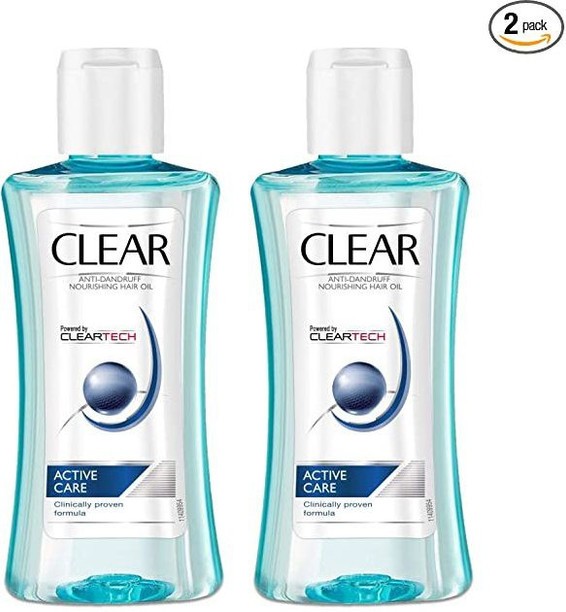 2 pack
CLEAR
ANTI-DANDRUFF
NOURISHING HAIR OIL
Powered by
CLEARTECH
ACTIVE
CARE
Clinically proven
formula
CLEAR
ANTI-DANDRUFF
NOURISHING HAIR OIL
Powered by
CLEARTECH
ACTIVE
CARE
Clinically proven
formula